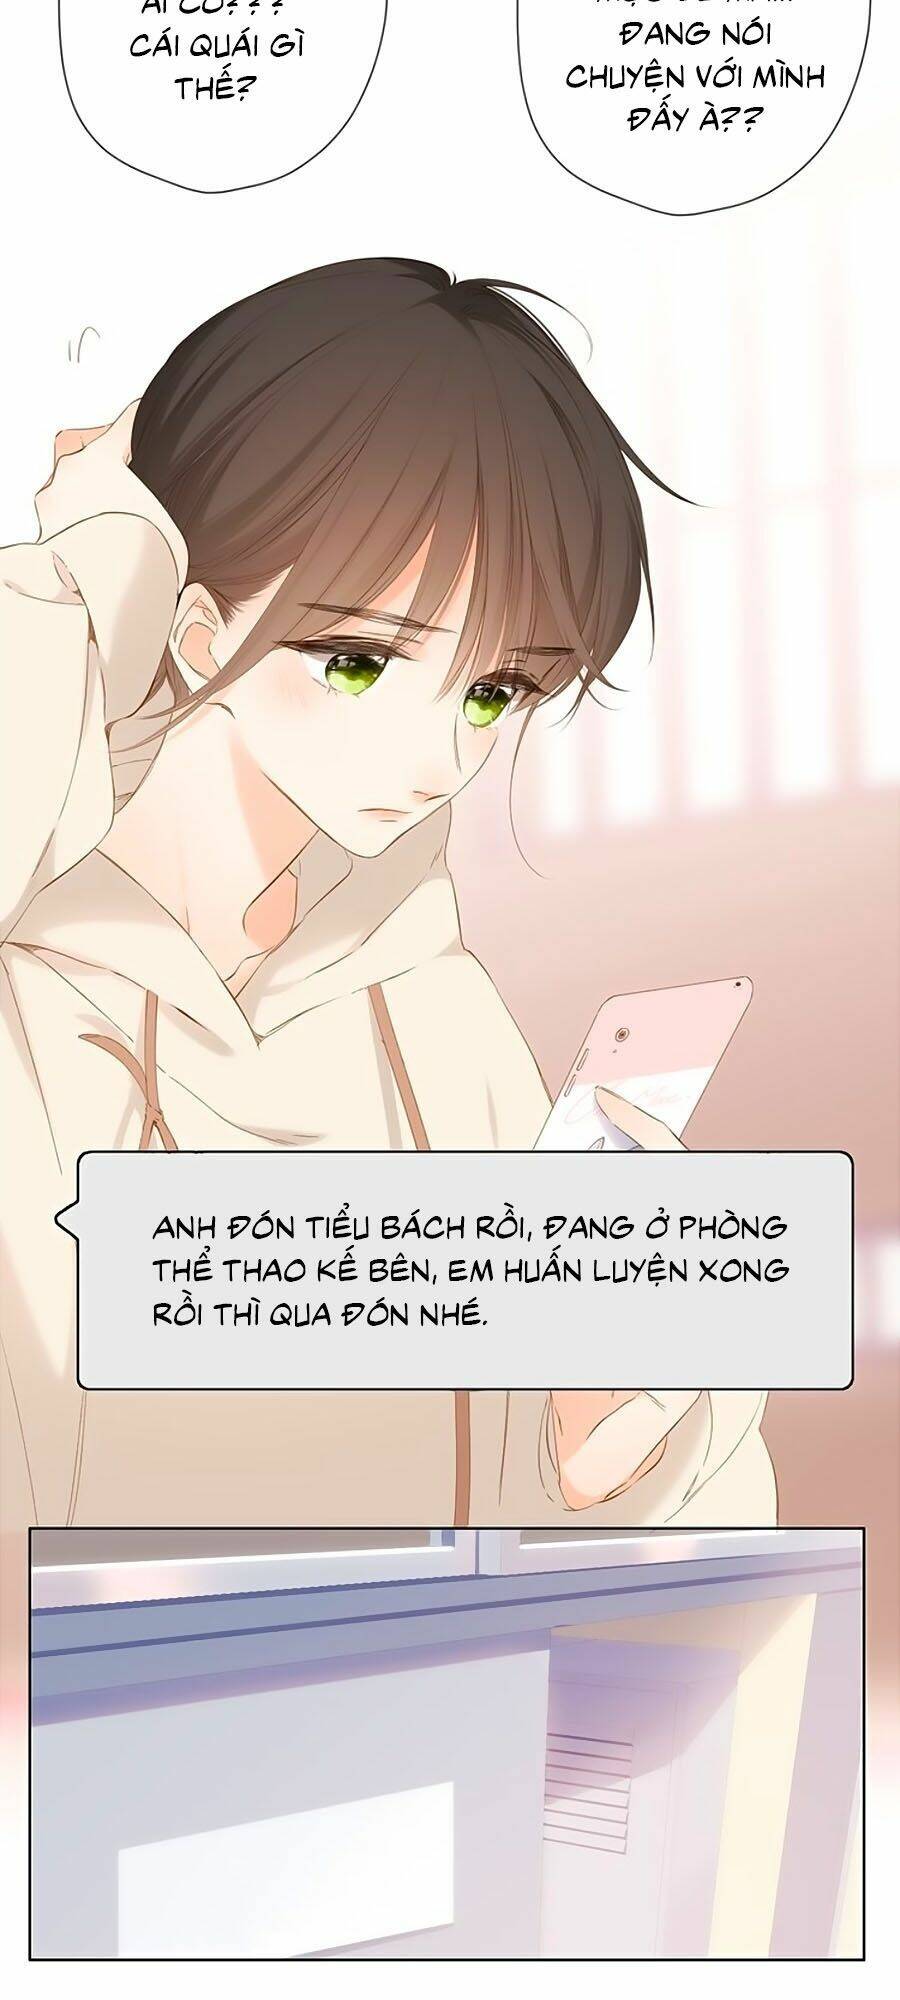 CÁI QUÁI GÌ
THẾ?
ĐANG NÓI
CHUYỆN VỚI MÌNH
ĐẤY À??
ANH ĐÓN TIỂU BÁCH RỒI, ĐANG Ở PHÒNG
THỂ THAO KẾ BÊN, EM HUẤN LUYỆN XONG
RỒI THÌ QUA ĐÓN NHÉ.